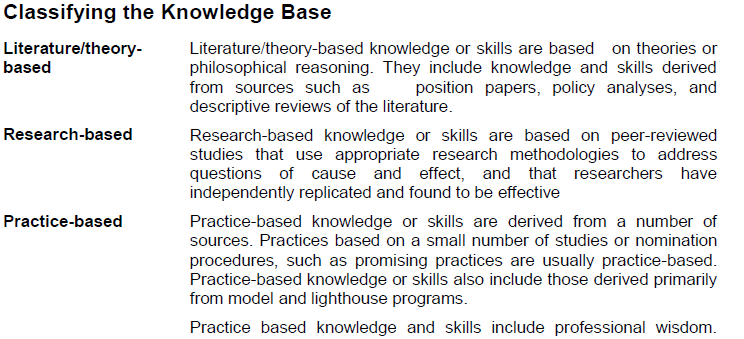 Classifying the Knowledge Base
Literature/theory-based
Literature/theory-based knowledge or skills are based on theories or
philosophical reasoning. They include knowledge and skills derived
from sources such as position papers, policy analyses, and
descriptive reviews of the literature.
Research-based
Research-based knowledge or skills are based on peer-reviewed
studies that use appropriate research methodologies to address
questions of cause and effect, and that researchers have
independently replicated and found to be effective
Practice-based
Practice-based knowledge or skills are derived from a number of
sources. Practices based on a small number of studies or nomination
procedures, such as promising practices are usually practice-based.
Practice-based knowledge or skills also include those derived primarily
from model and lighthouse programs.
Practice based knowledge and skills include professional wisdom.